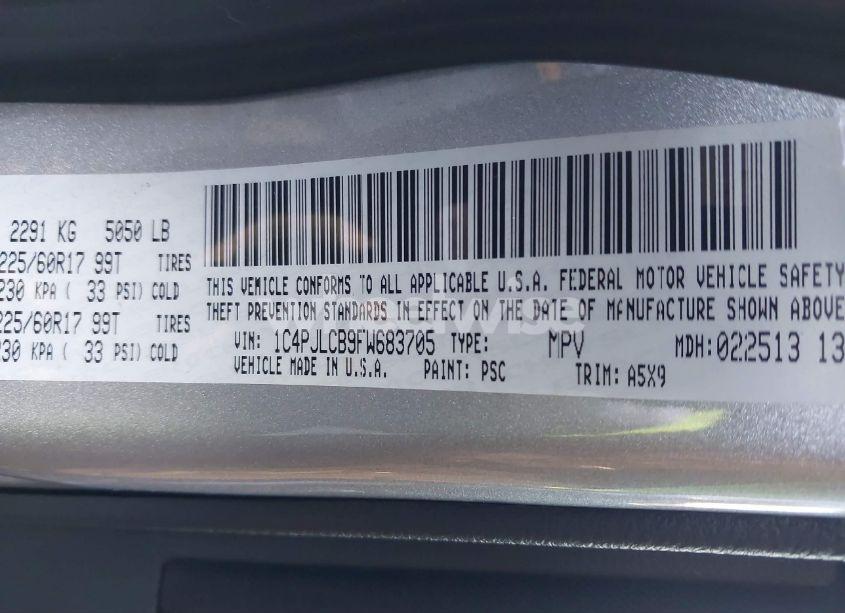 2291 KG 5050 LB
225/60R17 99T TIRES
230 KPA ( 33 PSI) COLD
225/60R17 99T TIRES
230 KPA ( 33 PSI) COLD
THIS VEHICLE CONFORMS TO ALL APPLICABLE U.S.A. FEDERAL MOTOR VEHICLE SAFETY
THEFT PREVENTION STANDARDS IN EFFECT ON THE DATE OF MANUFACTURE SHOWN ABOVE
VIN: 1C4PJLCB9FW683705 TYPE: MPV MDH:022513 13
VEHICLE MADE IN U.S.A. PAINT: PSC TRIM: A5X9